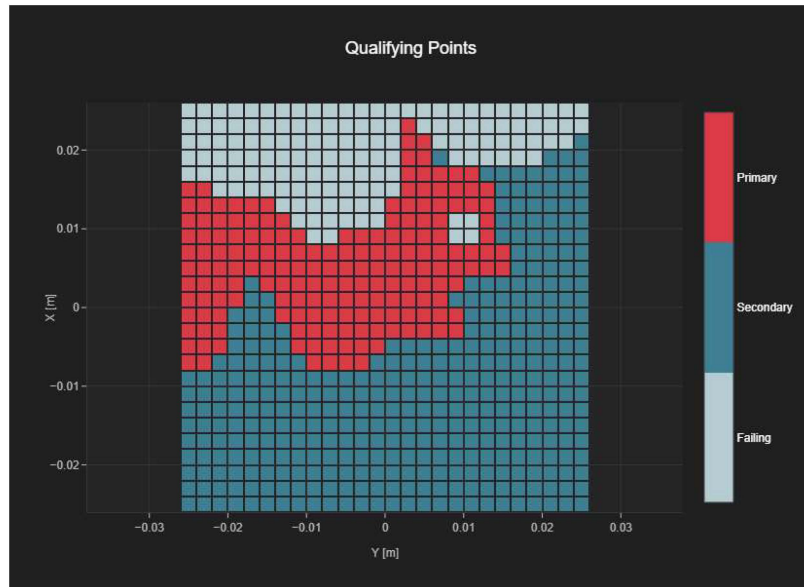 Qualifying Points
X [m]
0.02
0.01
0
−0.01
−0.02
−0.03
−0.02
−0.01
0
0.01
0.02
0.03
Y [m]
Primary
Secondary
Failing